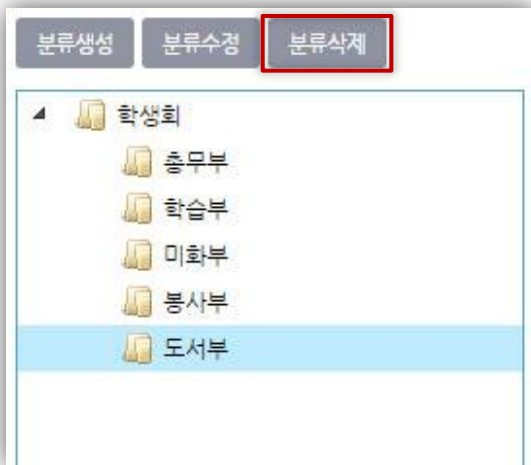 분류생성 분류수정 분류삭제
학생회
총무부
학습부
미화부
봉사부
도서부